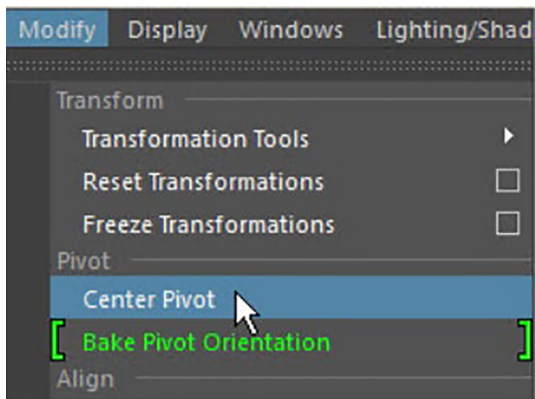 Modify Display Windows Lighting/Shad
Transform
Transformation Tools
Reset Transformations
Freeze Transformations
Pivot
Center Pivot
Bake Pivot Orientation
Align